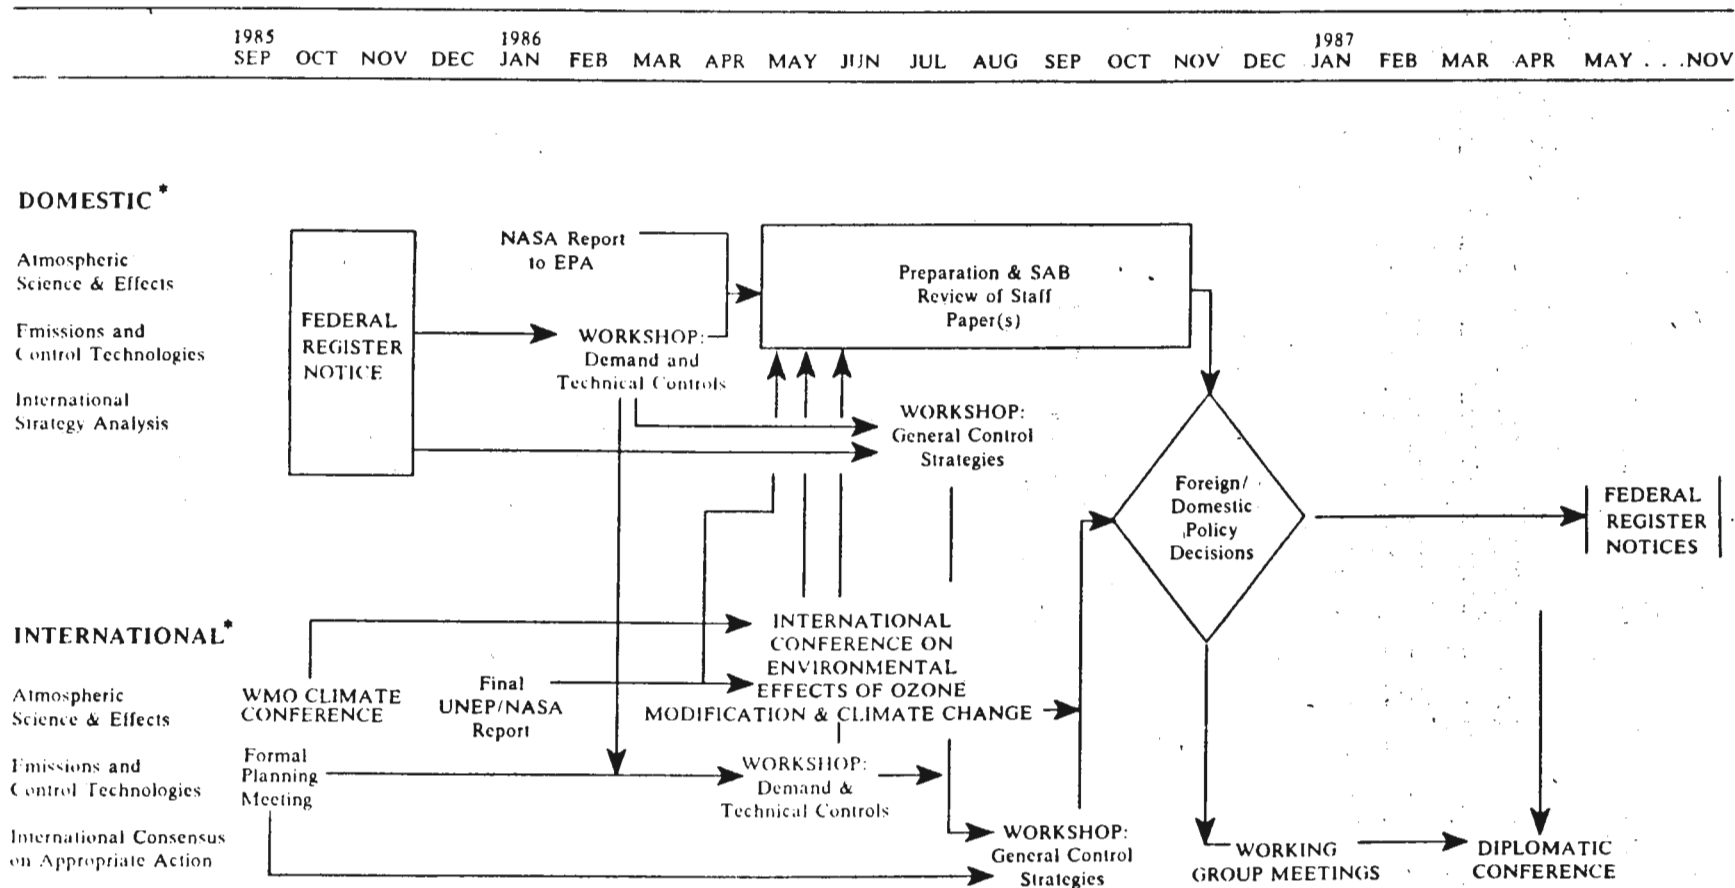 1985
SEP OCT NOV DEC
1986
JAN FEB MAR APR MAY JUN JUL AUG SEP OCT NOV DEC
1987
JAN FEB MAR APR MAY . . . NOV
DOMESTIC*
Atmospheric
Science & Effects
Emissions and
Control Technologies
International
Strategy Analysis
FEDERAL
REGISTER
NOTICE
NASA Report
to EPA
WORKSHOP:
Demand and
Technical Controls
Preparation & SAB
Review of Staff
Paper(s)
WORKSHOP:
General Control
Strategies
Foreign/
Domestic
Policy
Decisions
FEDERAL
REGISTER
NOTICES
INTERNATIONAL*
Atmospheric
Science & Effects
Emissions and
Control Technologies
International Consensus
on Appropriate Action
WMO CLIMATE
CONFERENCE
Formal
Planning
Meeting
Final
UNEP/NASA
Report
INTERNATIONAL
CONFERENCE ON
ENVIRONMENTAL
EFFECTS OF OZONE
MODIFICATION & CLIMATE CHANGE
WORKSHOP:
Demand &
Technical Controls
WORKSHOP:
General Control
Strategies
WORKING
GROUP MEETINGS
DIPLOMATIC
CONFERENCE